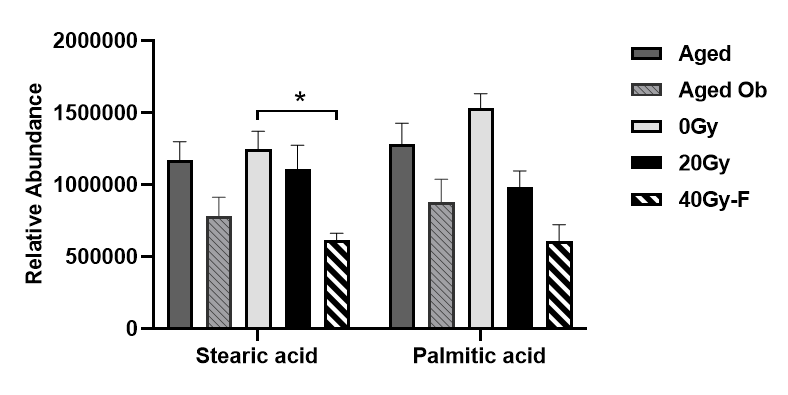 2000000
1500000
1000000
500000
0
Relative Abundance
*
Stearic acid
Palmitic acid
Aged
Aged Ob
0Gy
20Gy
40Gy-F